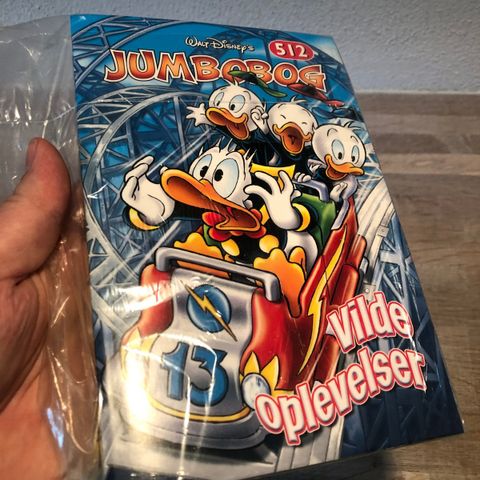 Walt Disney's
512
JUMBOBOG
13
Vilde
oplevelser